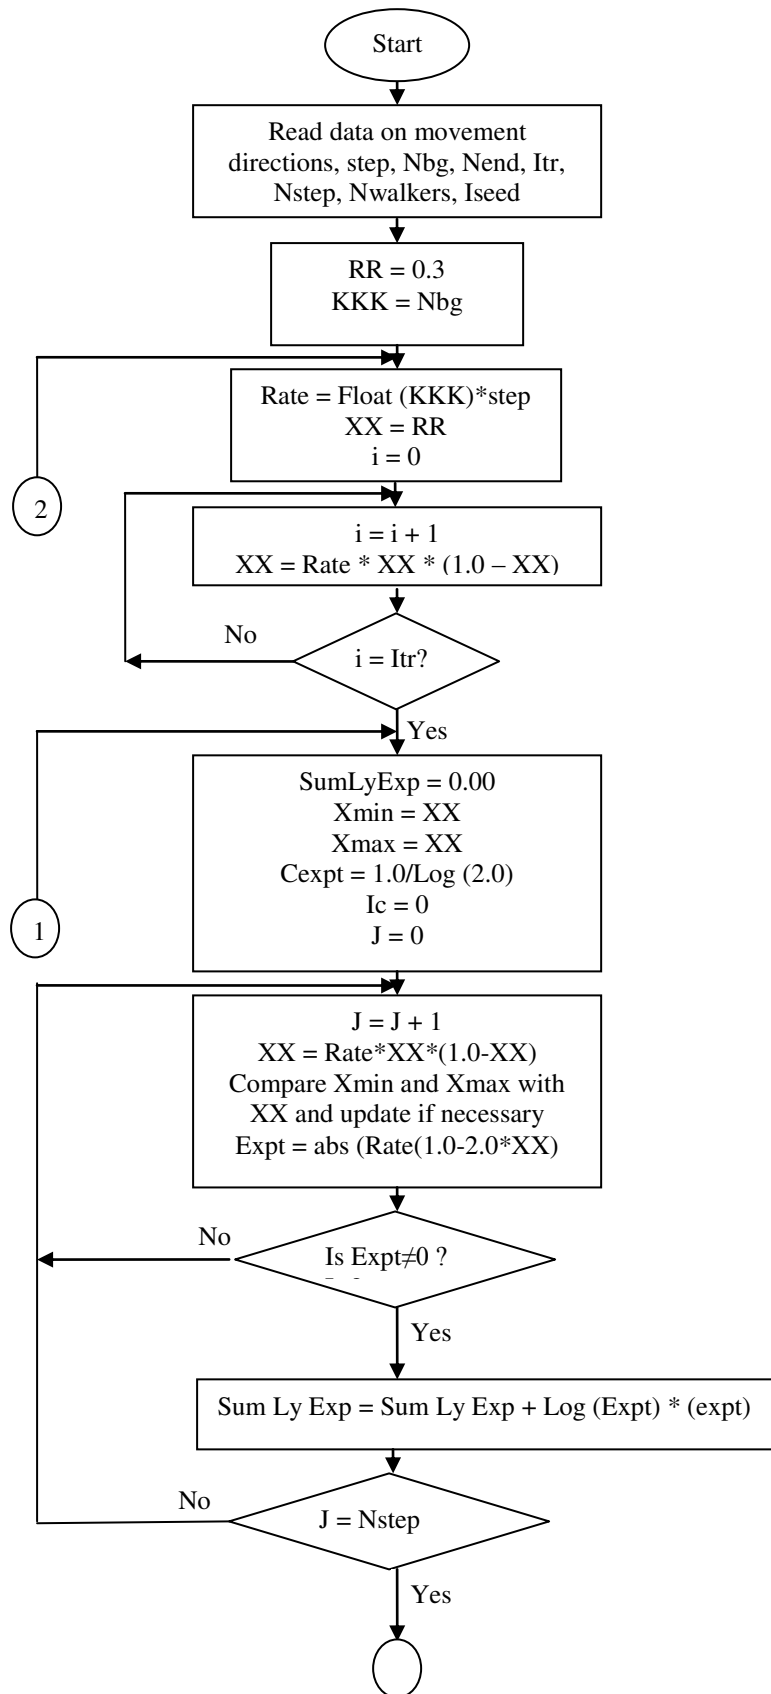 Start
Read data on movement
directions, step, Nbg, Nend, Itr,
Nstep, Nwalkers, Iseed
RR = 0.3
KKK = Nbg
Rate = Float (KKK)*step
XX = RR
i = 0
2
i = i + 1
XX = Rate * XX * (1.0 – XX)
No
i = Itr?
Yes
SumLyExp = 0.00
Xmin = XX
Xmax = XX
Cexpt = 1.0/Log (2.0)
Ic = 0
J = 0
1
J = J + 1
XX = Rate*XX*(1.0-XX)
Compare Xmin and Xmax with
XX and update if necessary
Expt = abs (Rate(1.0-2.0*XX)
No
Is Expt≠0 ?
Yes
Sum Ly Exp = Sum Ly Exp + Log (Expt) * (expt)
No
J = Nstep
Yes